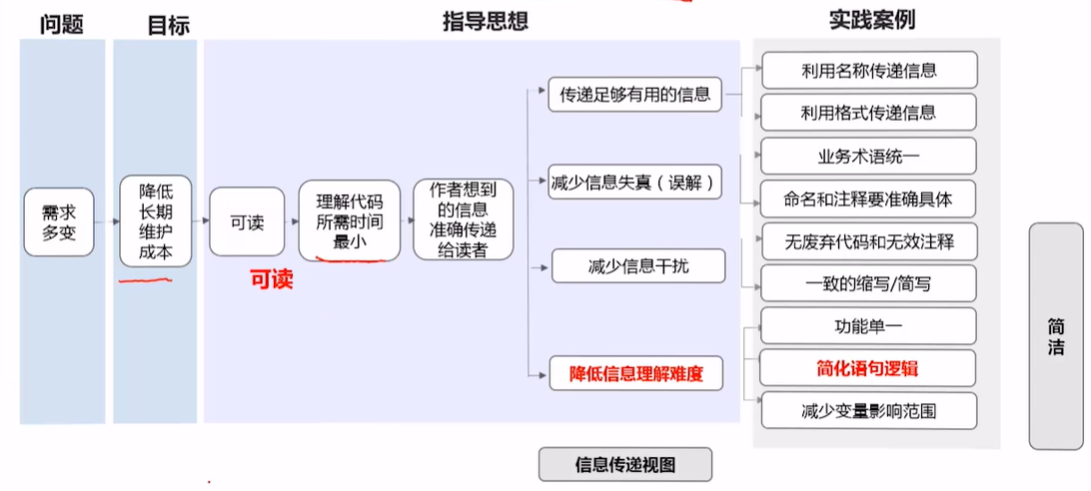 问题
目标
指导思想
实践案例
需求
多变
降低
长期
维护
成本
可读
可读
理解代码
所需时间
最小
作者想到
的信息
准确传递
给读者
传递足够有用的信息
减少信息失真（误解）
减少信息干扰
降低信息理解难度
利用名称传递信息
利用格式传递信息
业务术语统一
命名和注释要准确具体
无废弃代码和无效注释
一致的缩写/简写
功能单一
简化语句逻辑
减少变量影响范围
简
洁
信息传递视图